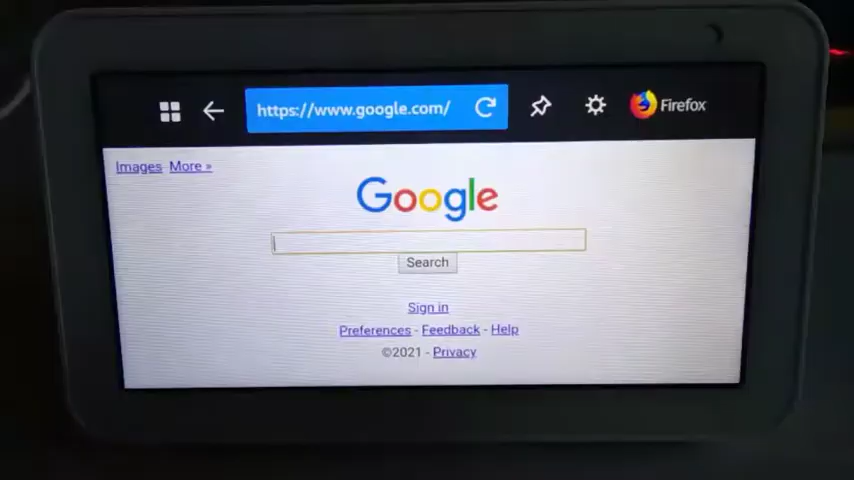 https://www.google.com/
Firefox
Images More »
Google
Search
Sign in
Preferences - Feedback - Help
©2021 - Privacy